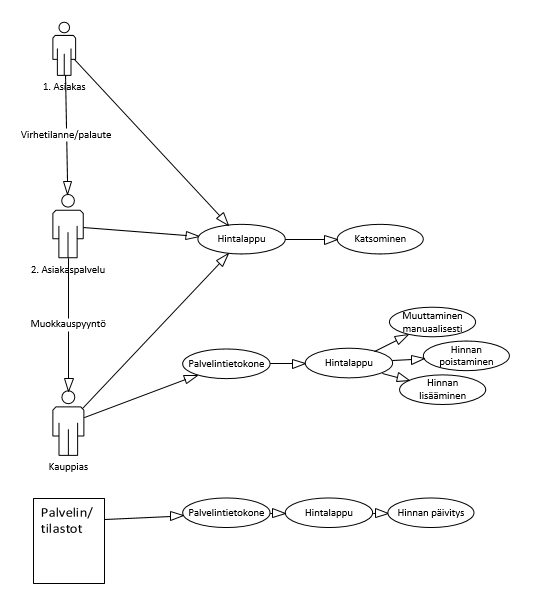 1. Asiakas
Virhetilanne/palaute
2. Asiakaspalvelu
Hintalappu
Katsominen
Muokkauspyyntö
Muuttaminen
manuaalisesti
Palvelintietokone
Hintalappu
Hinnan
poistaminen
Hinnan
lisääminen
Kauppias
Palvelin/
tilastot
Palvelintietokone
Hintalappu
Hinnan päivitys